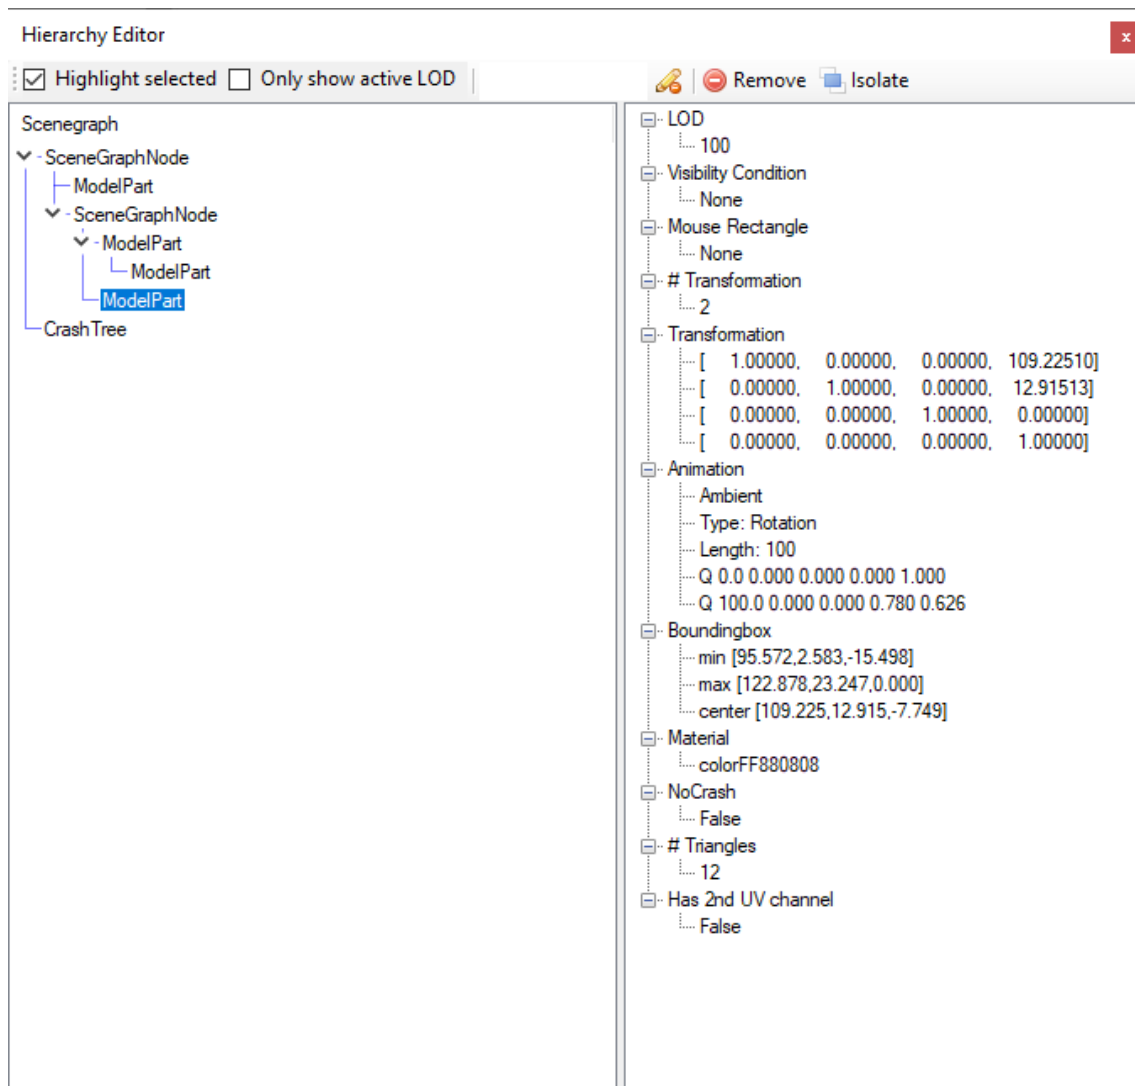 Hierarchy Editor
x
Highlight selected Only show active LOD Remove Isolate
Scenegraph
SceneGraphNode
ModelPart
SceneGraphNode
ModelPart
ModelPart
ModelPart
CrashTree
LOD
100
Visibility Condition
None
Mouse Rectangle
None
# Transformation
2
Transformation
[ 1.00000, 0.00000, 0.00000, 109.22510]
[ 0.00000, 1.00000, 0.00000, 12.91513]
[ 0.00000, 0.00000, 1.00000, 0.00000]
[ 0.00000, 0.00000, 0.00000, 1.00000]
Animation
Ambient
Type: Rotation
Length: 100
Q 0.0 0.000 0.000 0.000 1.000
Q 100.0 0.000 0.000 0.780 0.626
Boundingbox
min [95.572,2.583,-15.498]
max [122.878,23.247,0.000]
center [109.225,12.915,-7.749]
Material
colorFF880808
NoCrash
False
# Triangles
12
Has 2nd UV channel
False